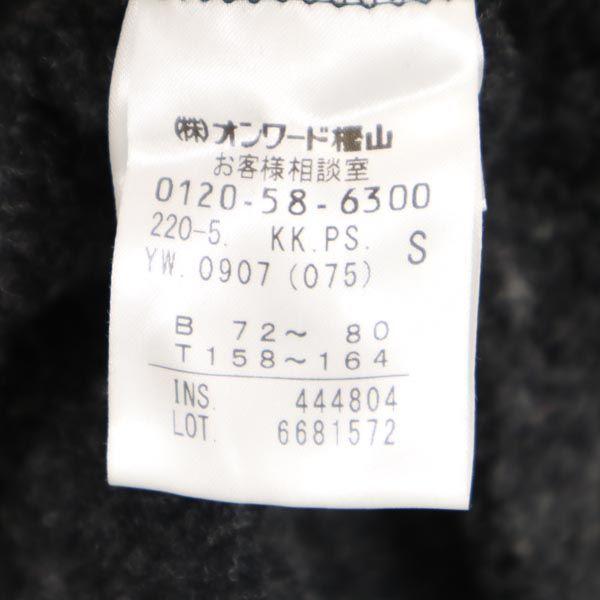 ㈱オンワード樫山
お客様相談室
0120-58-6300
220-5. KK.PS. S
YW. 0907 (075)
B 72～ 80
T 158～164
INS. 444804
LOT. 6681572